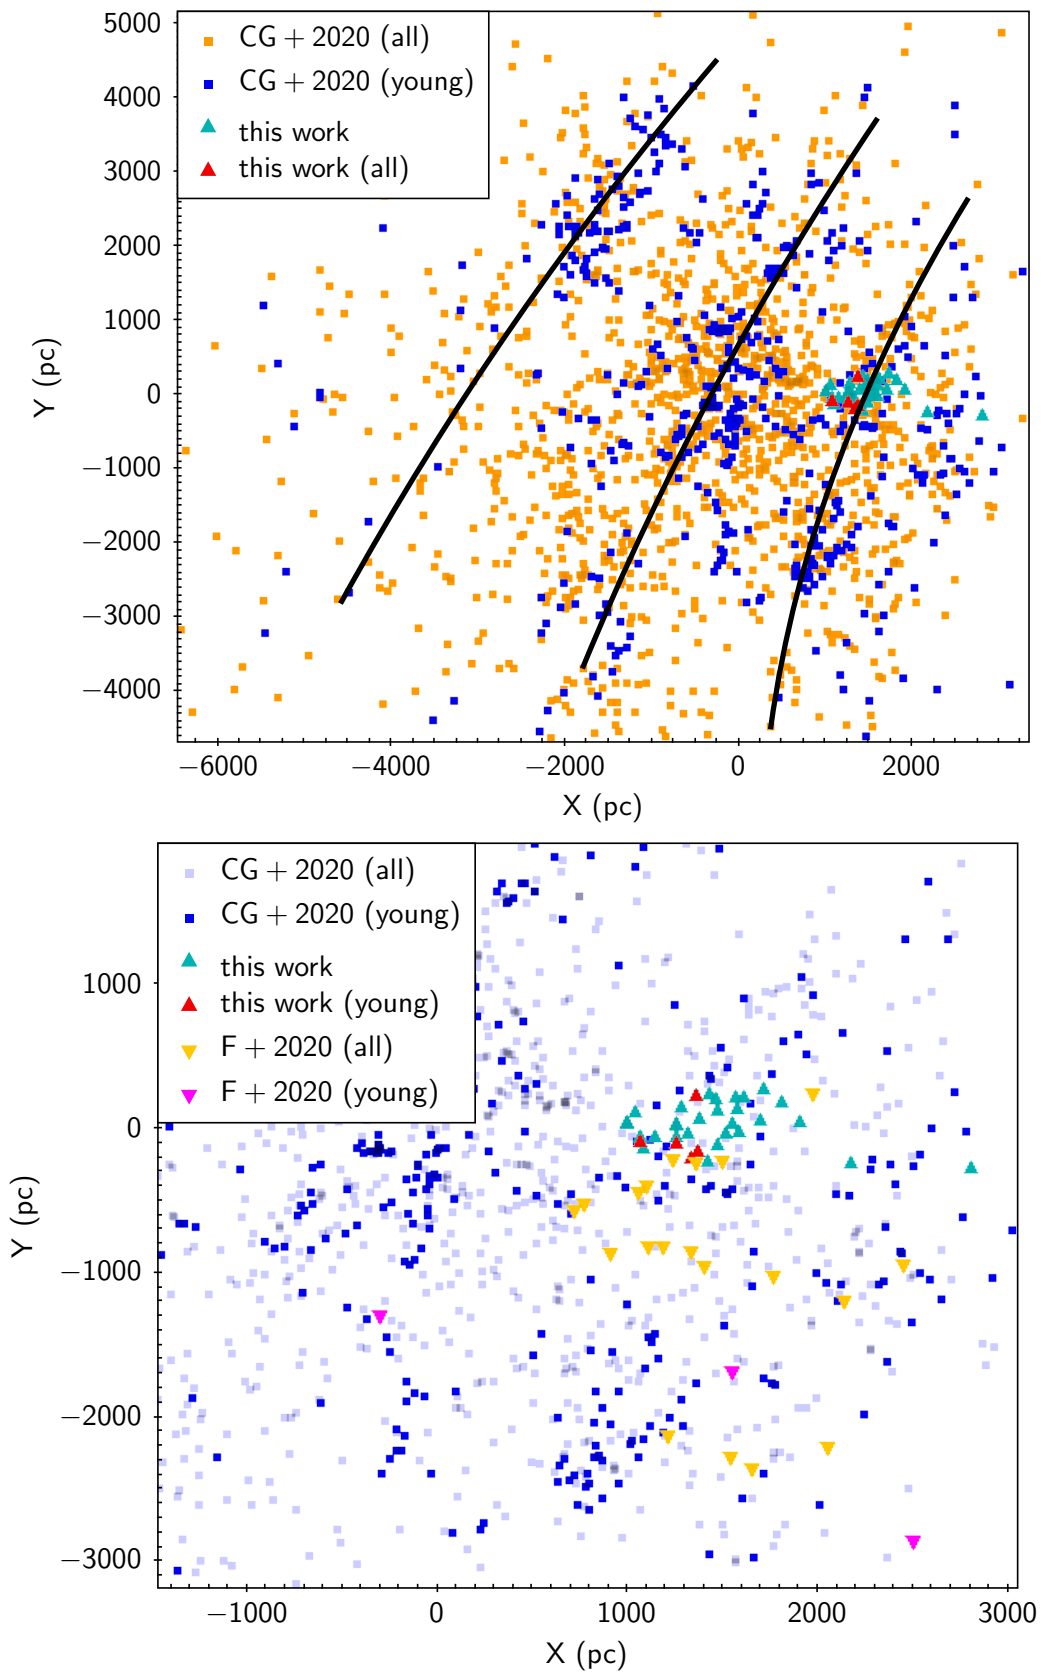 5000
4000
3000
2000
1000
0
−1000
−2000
−3000
−4000
Y (pc)
CG + 2020 (all)
CG + 2020 (young)
this work
this work (all)
−6000 −4000 −2000 0 2000
X (pc)
1000
0
−1000
−2000
−3000
Y (pc)
CG + 2020 (all)
CG + 2020 (young)
this work
this work (young)
F + 2020 (all)
F + 2020 (young)
−1000 0 1000 2000 3000
X (pc)